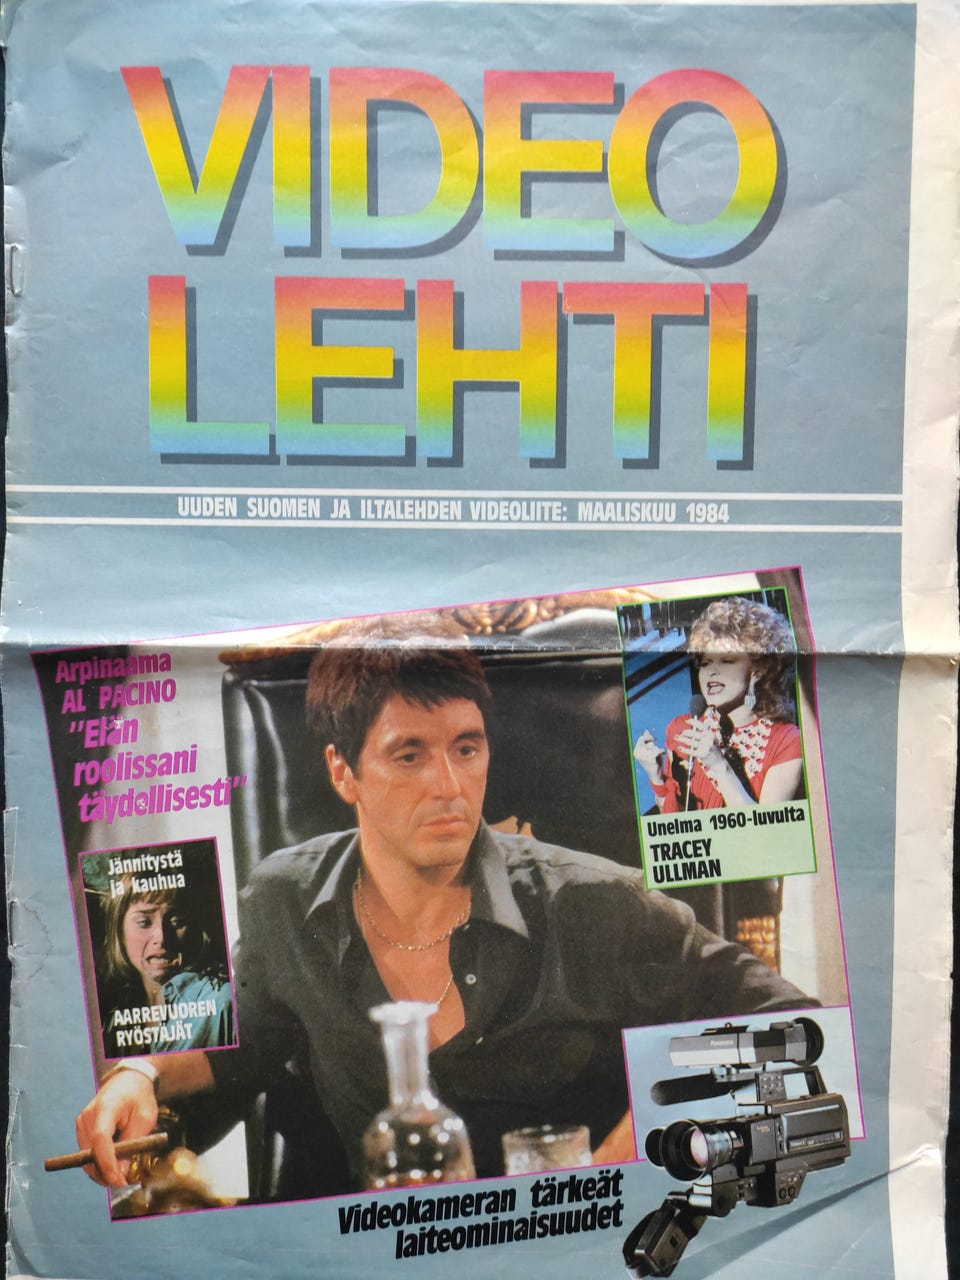 VIDEO
LEHTI
UUDEN SUOMEN JA ILTALEHDEN VIDEOLIITE: MAALISKUU 1984
Arpinaama
AL PACINO
"Elän
roolissani
täydellisesti"
Unelma 1960-luvulta
TRACEY
ULLMAN
Jännitystä
ja kauhua
AARREVUOREN
RYÖSTÄJÄT
Panasonic
Videokameran tärkeät
laiteominaisuudet